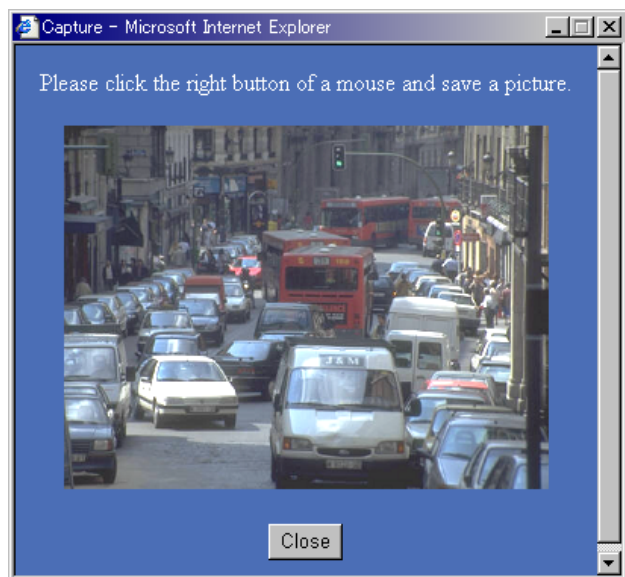 Capture - Microsoft Internet Explorer
Please click the right button of a mouse and save a picture.
J&M
Close